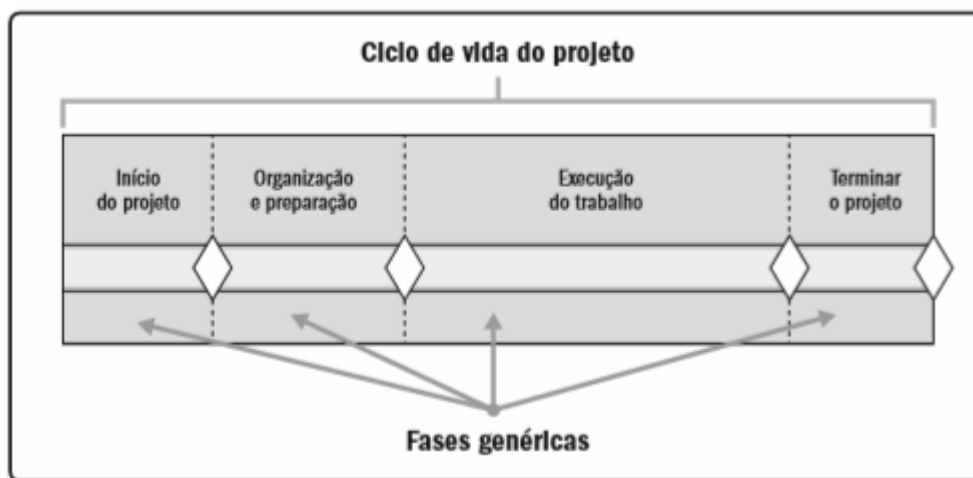 Ciclo de vida do projeto
Início
do projeto
Organização
e preparação
Execução
do trabalho
Terminar
o projeto
Fases genéricas